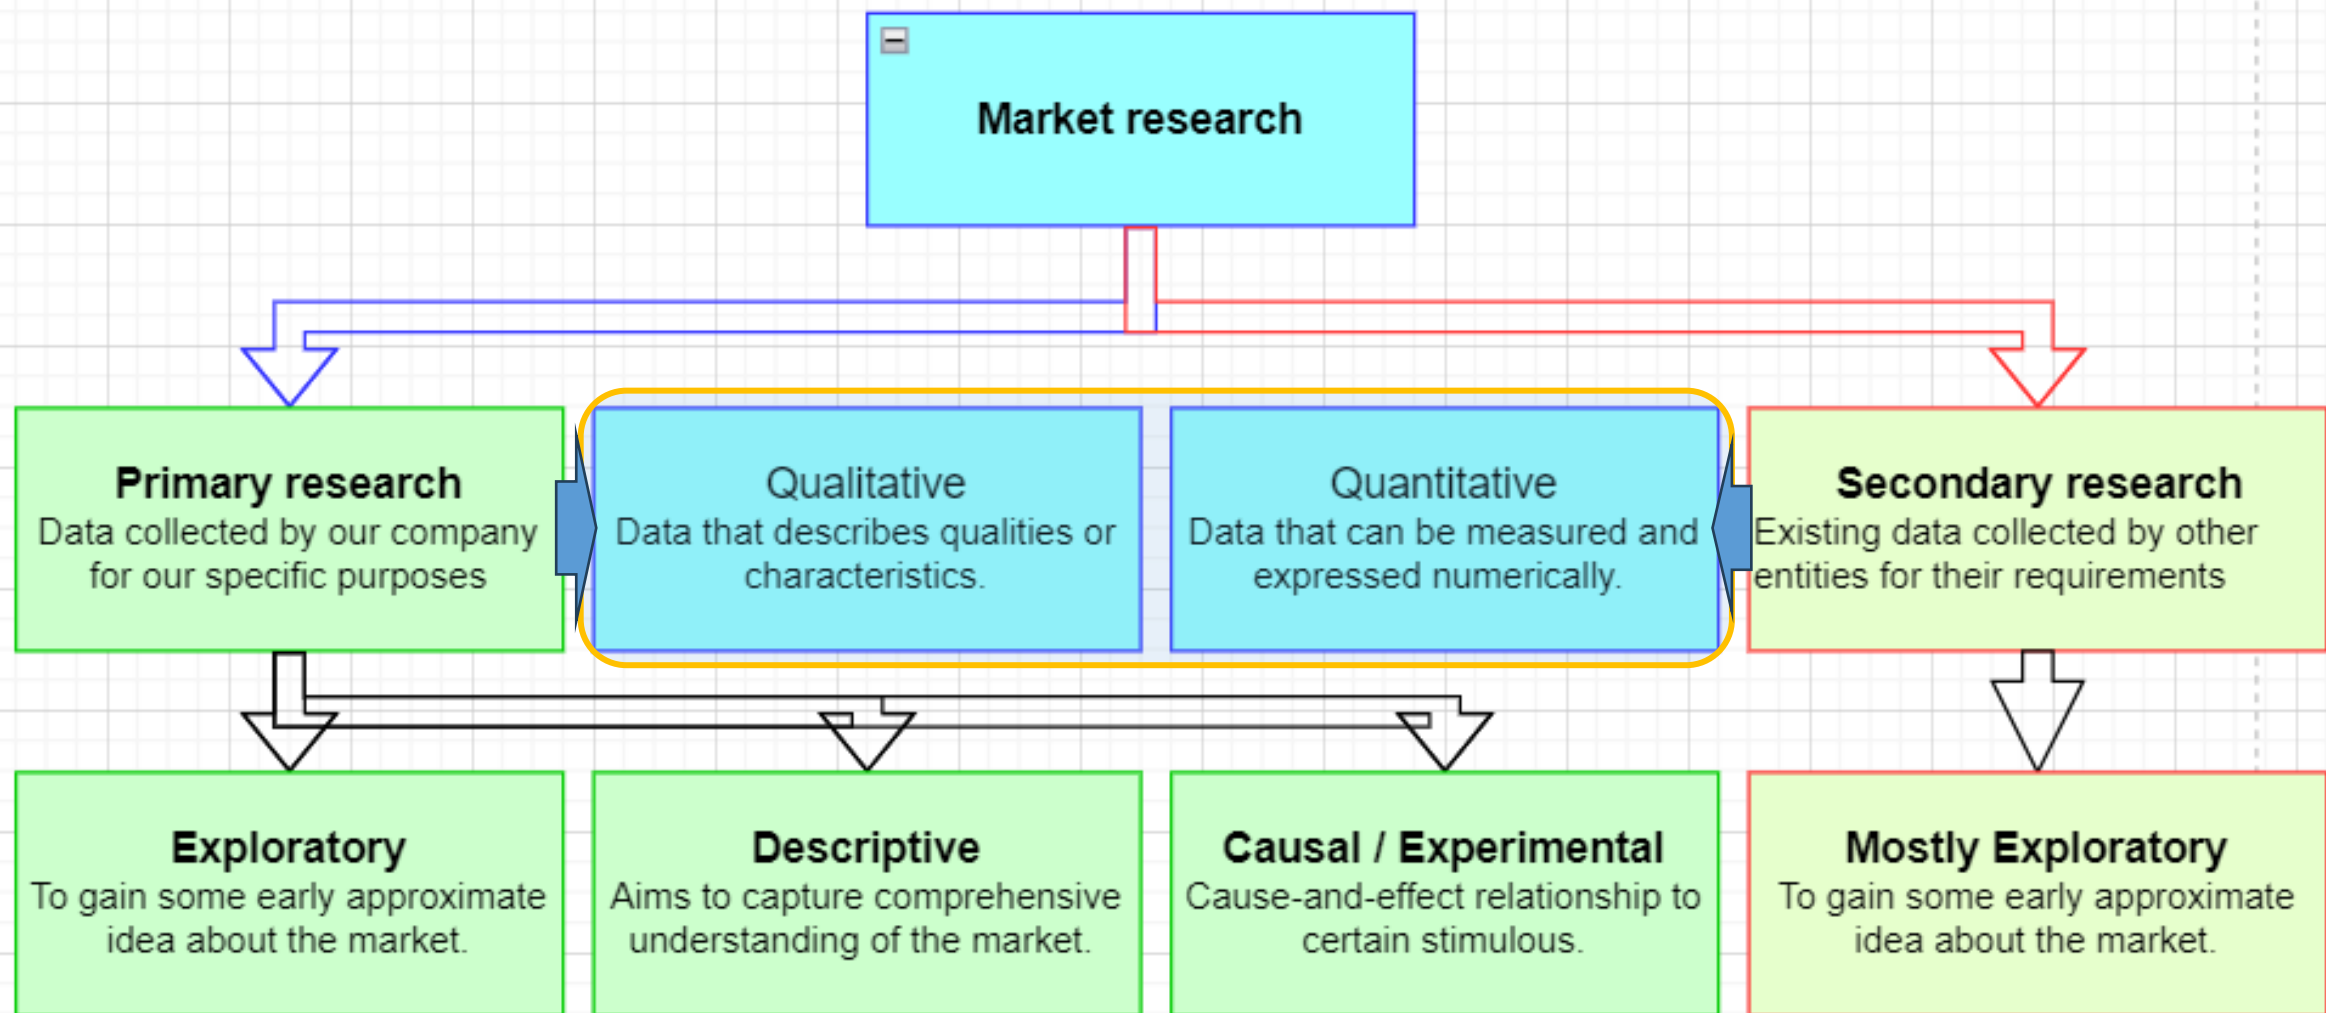 Market research
Primary research
Data collected by our company
for our specific purposes
Qualitative
Data that describes qualities or
characteristics.
Quantitative
Data that can be measured and
expressed numerically.
Secondary research
Existing data collected by other
entities for their requirements
Exploratory
To gain some early approximate
idea about the market.
Descriptive
Aims to capture comprehensive
understanding of the market.
Causal / Experimental
Cause-and-effect relationship to
certain stimulous.
Mostly Exploratory
To gain some early approximate
idea about the market.